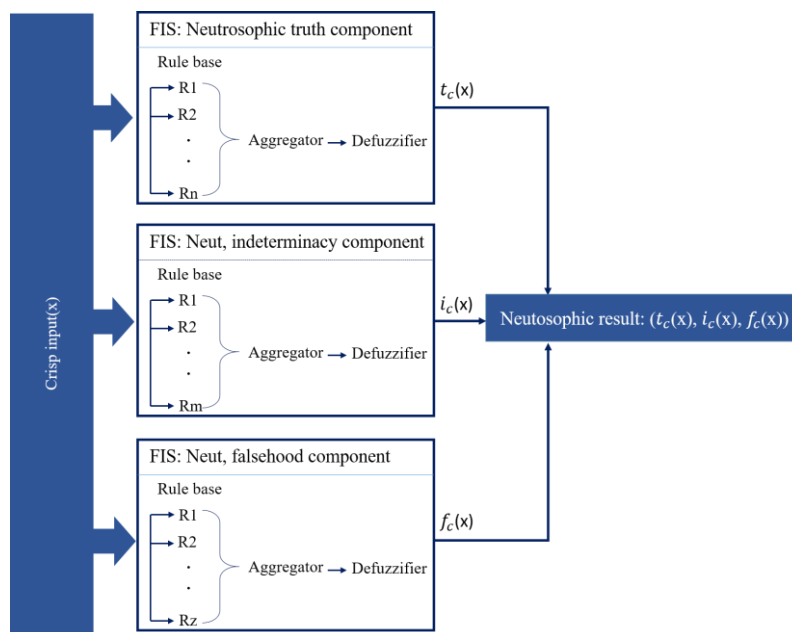 Crisp input(x)
FIS: Neutrosophic truth component
Rule base
R1
R2
.
.
Rn
Aggregator
Defuzzifier
t_c(x)
FIS: Neut, indeterminacy component
Rule base
R1
R2
.
.
Rm
Aggregator
Defuzzifier
i_c(x)
FIS: Neut, falsehood component
Rule base
R1
R2
.
.
Rz
Aggregator
Defuzzifier
f_c(x)
Neutosophic result: (t_c(x), i_c(x), f_c(x))